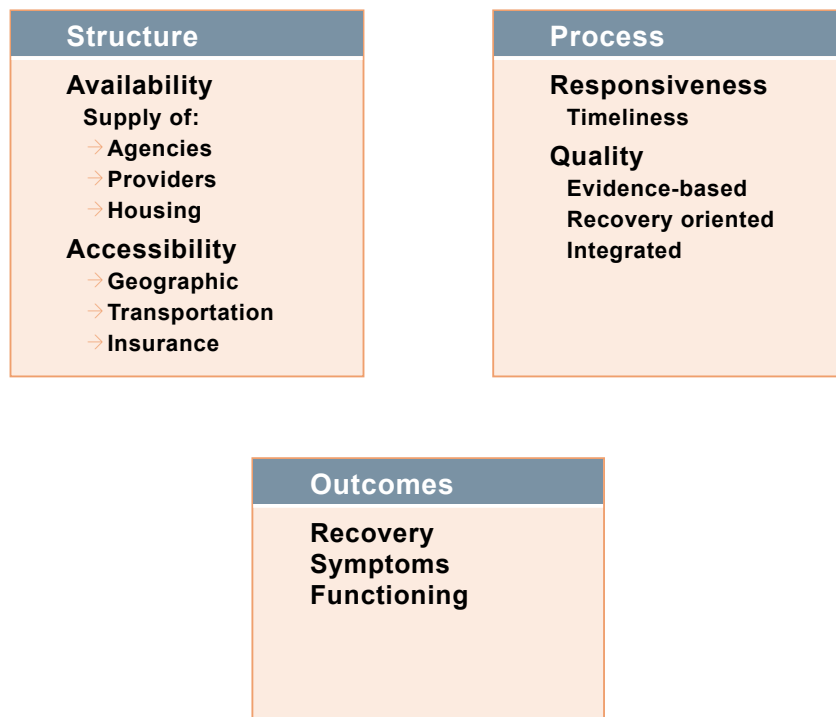 Structure
Availability
Supply of:
→ Agencies
→ Providers
→ Housing
Accessibility
→ Geographic
→ Transportation
→ Insurance
Process
Responsiveness
Timeliness
Quality
Evidence-based
Recovery oriented
Integrated
Outcomes
Recovery
Symptoms
Functioning